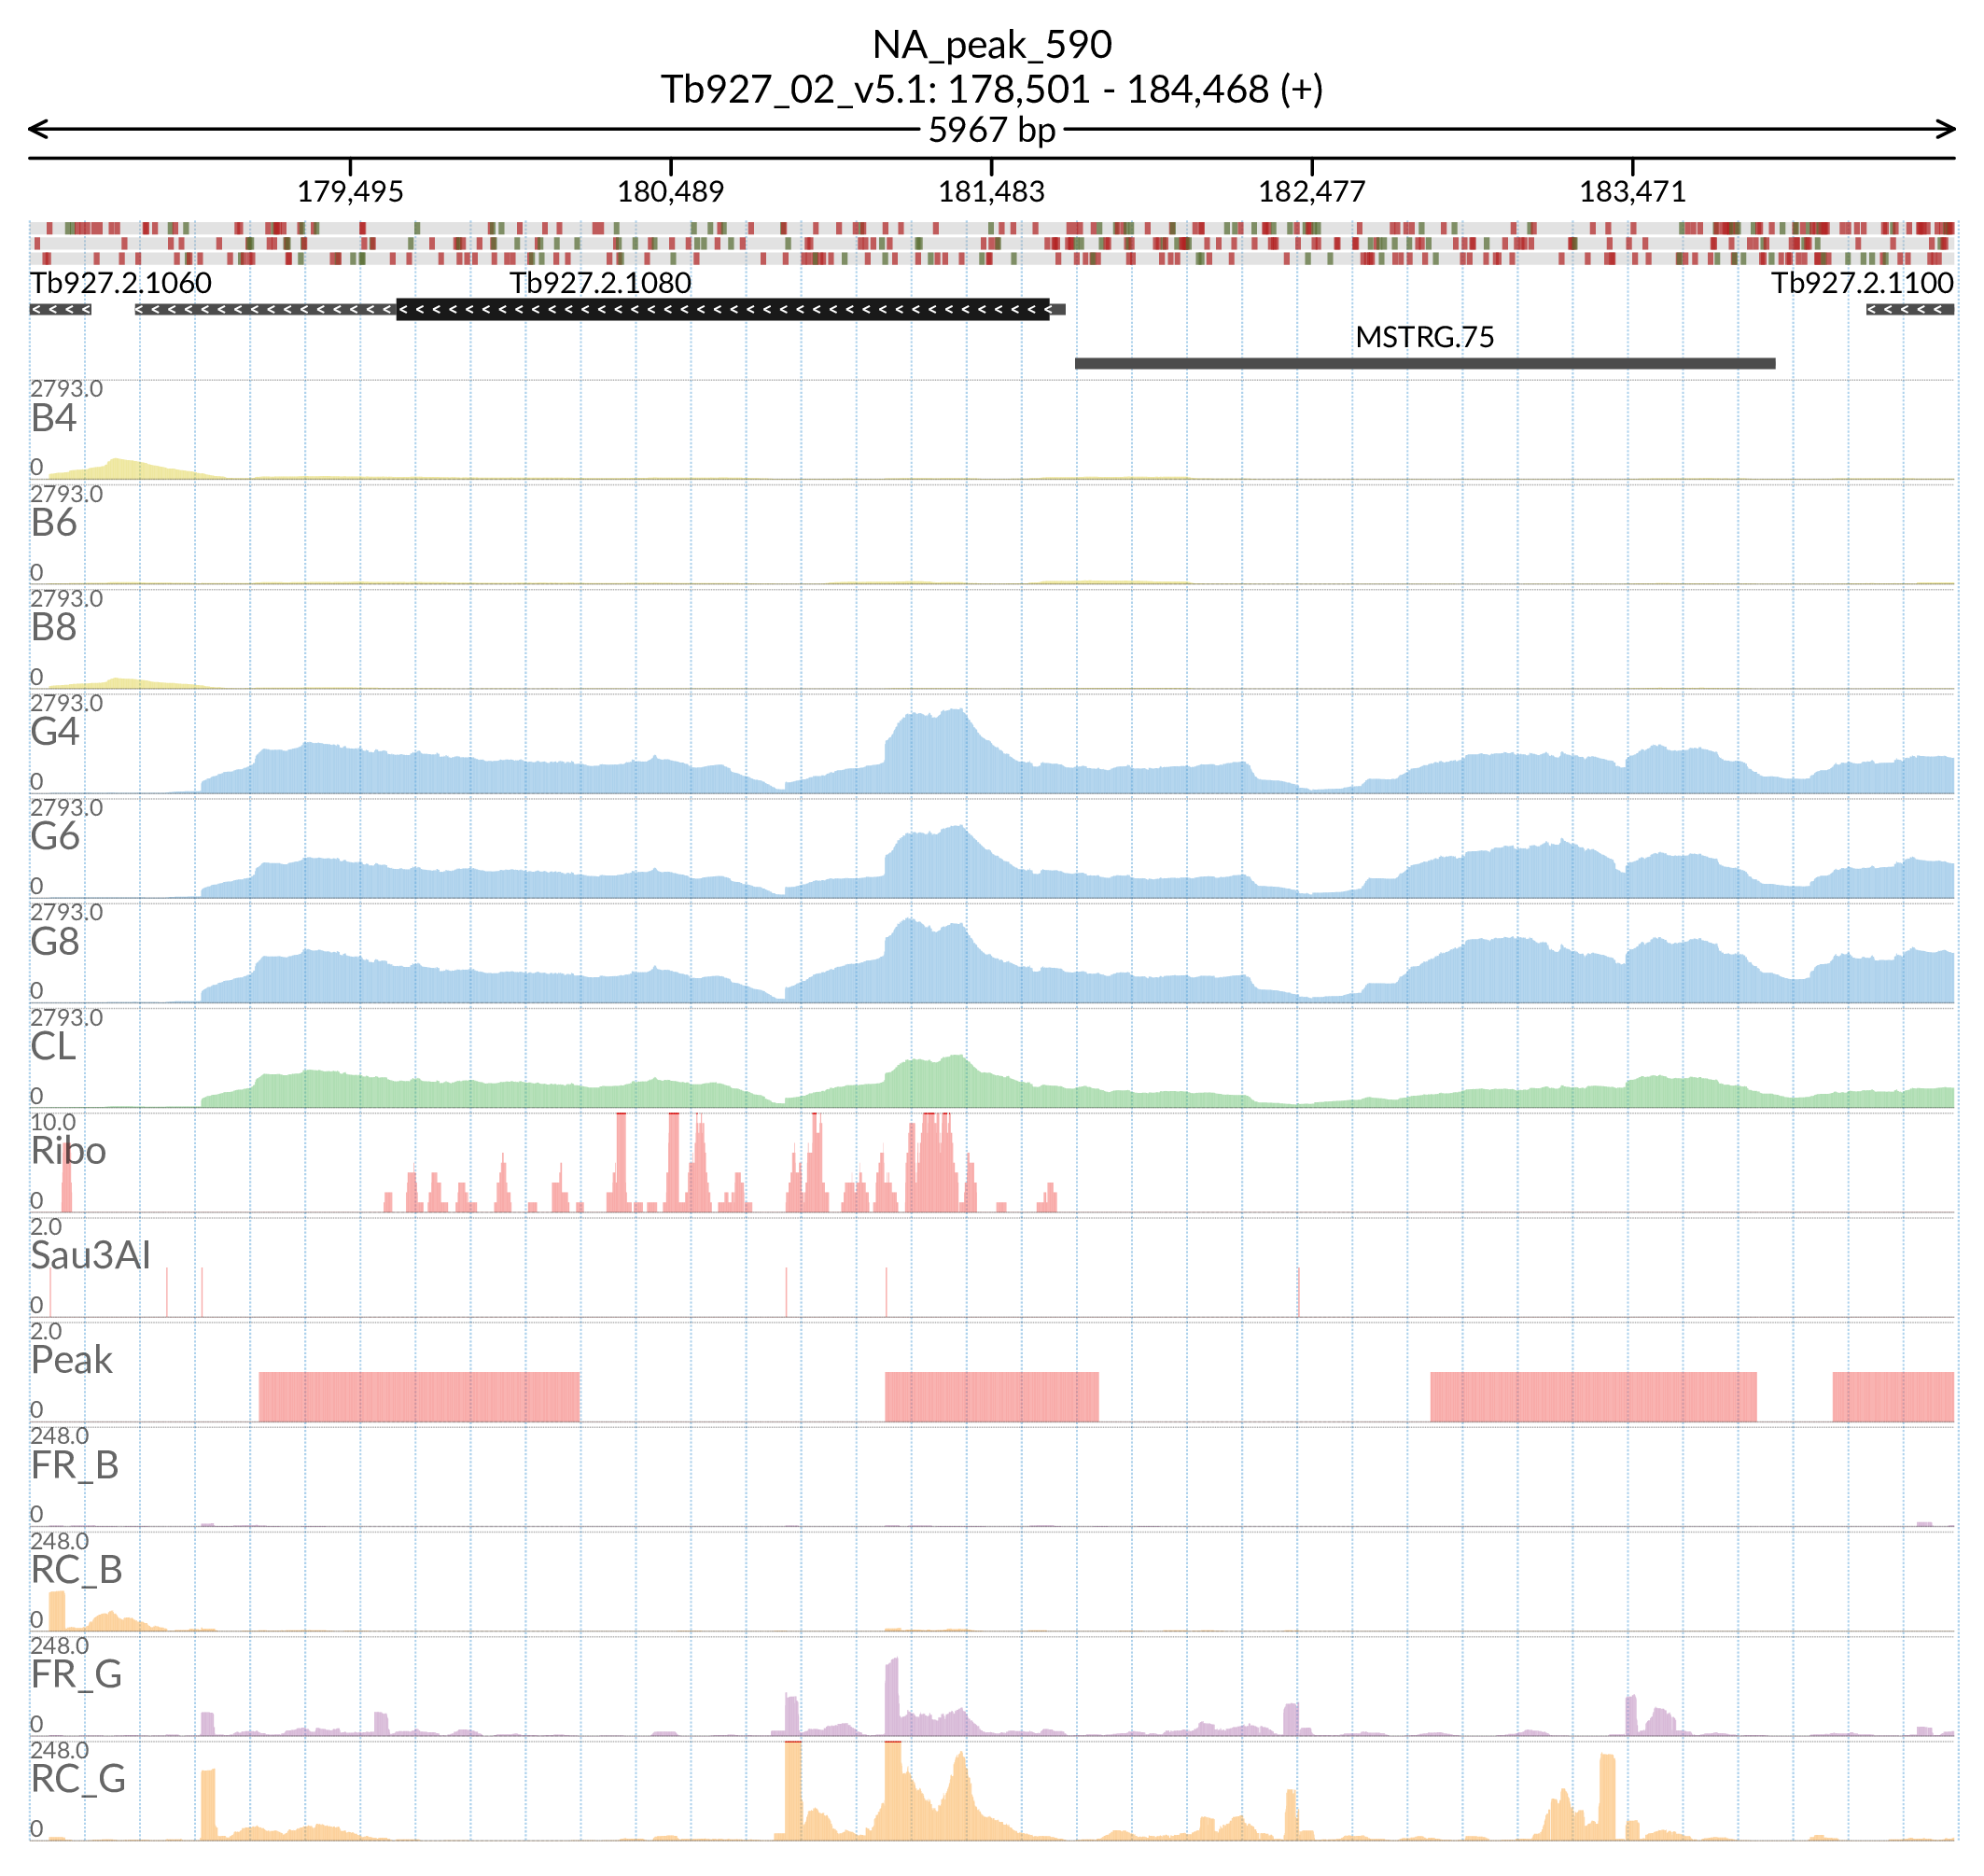 NA_peak_590
Tb927_02_v5.1: 178,501 - 184,468 (+)
5967 bp
179,495 180,489 181,483 182,477 183,471
Tb927.2.1060 Tb927.2.1080 Tb927.2.1100
MSTRG.75
2793.0
B4
0
2793.0
B6
0
2793.0
B8
0
2793.0
G4
0
2793.0
G6
0
2793.0
G8
0
2793.0
CL
0
10.0
Ribo
0
2.0
Sau3AI
0
2.0
Peak
0
248.0
FR_B
0
248.0
RC_B
0
248.0
FR_G
0
248.0
RC_G
0